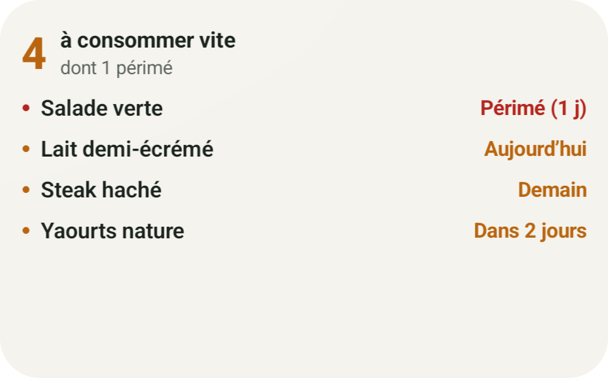 4 à consommer vite
dont 1 périmé
• Salade verte Périmé (1 j)
• Lait demi-écrémé Aujourd’hui
• Steak haché Demain
• Yaourts nature Dans 2 jours